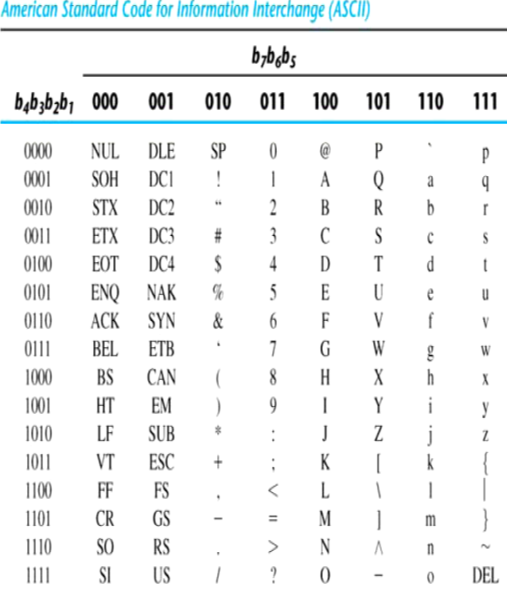 American Standard Code for Information Interchange (ASCII)
b₇b₆b₅
b₄b₃b₂b₁ 000 001 010 011 100 101 110 111
0000 NUL DLE SP 0 @ P ` p
0001 SOH DC1 ! 1 A Q a q
0010 STX DC2 “ 2 B R b r
0011 ETX DC3 # 3 C S c s
0100 EOT DC4 $ 4 D T d t
0101 ENQ NAK % 5 E U e u
0110 ACK SYN & 6 F V f v
0111 BEL ETB ‘ 7 G W g w
1000 BS CAN ( 8 H X h x
1001 HT EM ) 9 I Y i y
1010 LF SUB * : J Z j z
1011 VT ESC + ; K [ k {
1100 FF FS , < L \ l |
1101 CR GS – = M ] m }
1110 SO RS . > N ∧ n ~
1111 SI US / ? O – o DEL